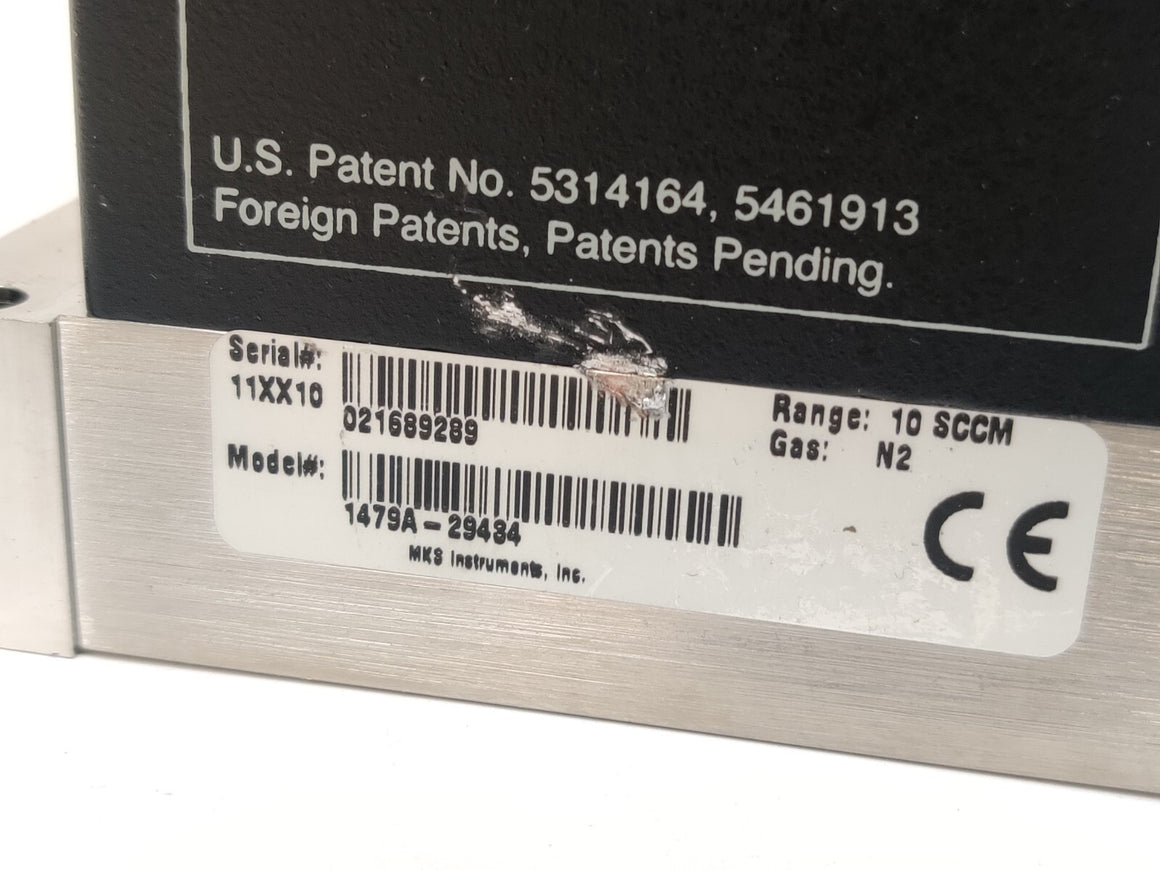 U.S. Patent No. 5314164, 5461913
Foreign Patents, Patents Pending.
Serial#:
11XX10
021689289
Model#:
1479A-29434
MKS Instruments, Inc.
Range: 10 SCCM
Gas: N2
CE